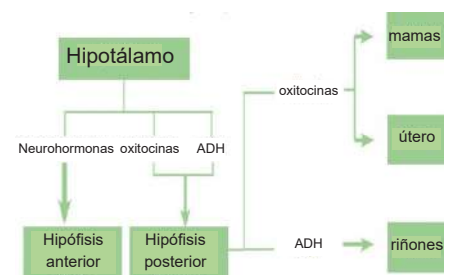 mamas
Hipotálamo
oxitocinas
Neurohormonas oxitocinas ADH
útero
Hipófisis anterior
Hipófisis posterior
ADH
riñones